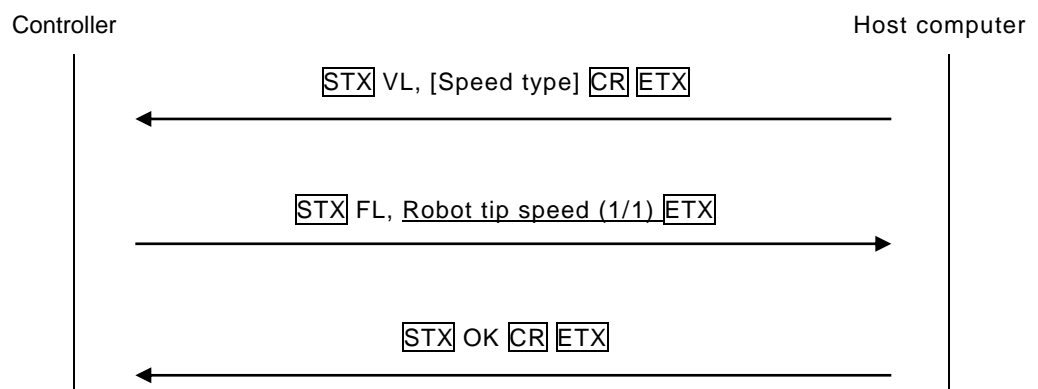 Controller Host computer
STX VL, [Speed type] CR ETX
STX FL, Robot tip speed (1/1) ETX
STX OK CR ETX